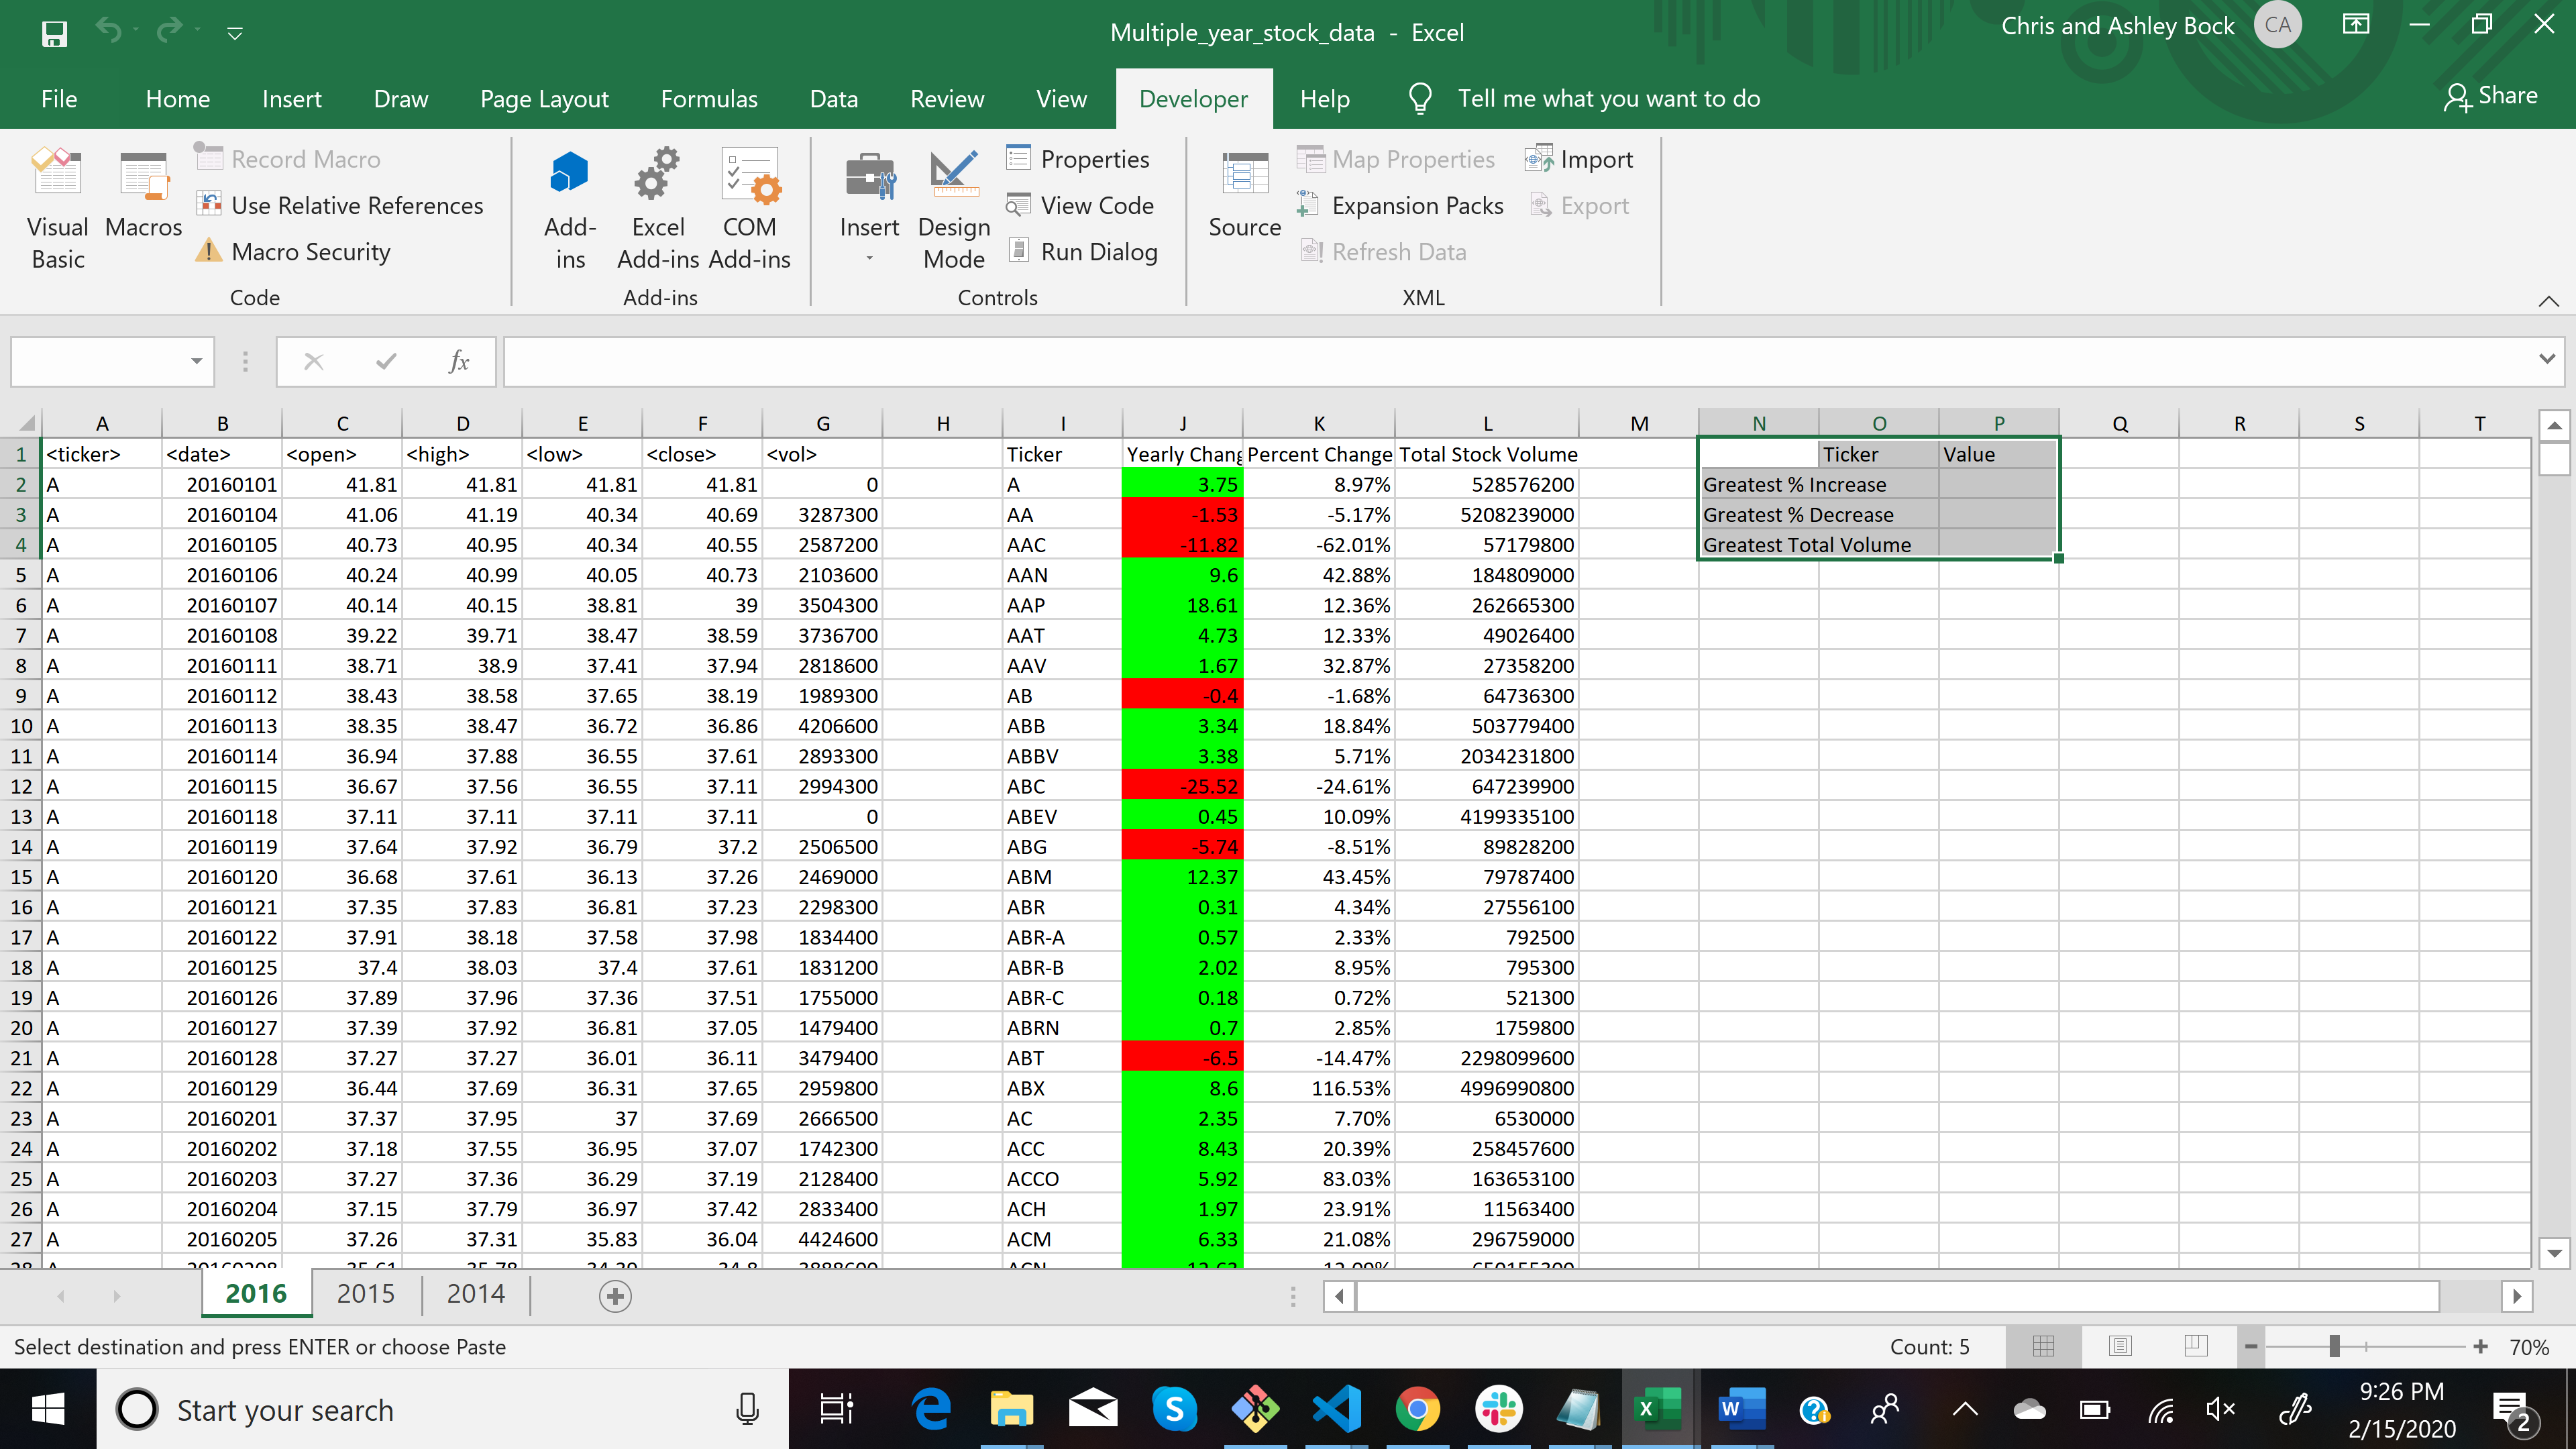 Multiple_year_stock_data - Excel
Chris and Ashley Bock CA
File Home Insert Draw Page Layout Formulas Data Review View Developer Help Tell me what you want to do Share
Visual Basic
Macros
Record Macro
Use Relative References
Macro Security
Code
Add-ins
Excel Add-ins
COM Add-ins
Add-ins
Insert
Design Mode
Properties
View Code
Run Dialog
Controls
Source
Map Properties
Expansion Packs
Refresh Data
Import
Export
XML
fx
A B C D E F G H I J K L M N O P Q R S T
1 <ticker> <date> <open> <high> <low> <close> <vol> Ticker Yearly Chang Percent Change Total Stock Volume Ticker Value
2 A 20160101 41.81 41.81 41.81 41.81 0 A 3.75 8.97% 528576200 Greatest % Increase
3 A 20160104 41.06 41.19 40.34 40.69 3287300 AA -1.53 -5.17% 5208239000 Greatest % Decrease
4 A 20160105 40.73 40.95 40.34 40.55 2587200 AAC -11.82 -62.01% 57179800 Greatest Total Volume
5 A 20160106 40.24 40.99 40.05 40.73 2103600 AAN 9.6 42.88% 184809000
6 A 20160107 40.14 40.15 38.81 39 3504300 AAP 18.61 12.36% 262665300
7 A 20160108 39.22 39.71 38.47 38.59 3736700 AAT 4.73 12.33% 49026400
8 A 20160111 38.71 38.9 37.41 37.94 2818600 AAV 1.67 32.87% 27358200
9 A 20160112 38.43 38.58 37.65 38.19 1989300 AB -0.4 -1.68% 64736300
10 A 20160113 38.35 38.47 36.72 36.86 4206600 ABB 3.34 18.84% 503779400
11 A 20160114 36.94 37.88 36.55 37.61 2893300 ABBV 3.38 5.71% 2034231800
12 A 20160115 36.67 37.56 36.55 37.11 2994300 ABC -25.52 -24.61% 647239900
13 A 20160118 37.11 37.11 37.11 37.11 0 ABEV 0.45 10.09% 4199335100
14 A 20160119 37.64 37.92 36.79 37.2 2506500 ABG -5.74 -8.51% 89828200
15 A 20160120 36.68 37.61 36.13 37.26 2469000 ABM 12.37 43.45% 79787400
16 A 20160121 37.35 37.83 36.81 37.23 2298300 ABR 0.31 4.34% 27556100
17 A 20160122 37.91 38.18 37.58 37.98 1834400 ABR-A 0.57 2.33% 792500
18 A 20160125 37.4 38.03 37.4 37.61 1831200 ABR-B 2.02 8.95% 795300
19 A 20160126 37.89 37.96 37.36 37.51 1755000 ABR-C 0.18 0.72% 521300
20 A 20160127 37.39 37.92 36.81 37.05 1479400 ABRN 0.7 2.85% 1759800
21 A 20160128 37.27 37.27 36.01 36.11 3479400 ABT -6.5 -14.47% 2298099600
22 A 20160129 36.44 37.69 36.31 37.65 2959800 ABX 8.6 116.53% 4996990800
23 A 20160201 37.37 37.95 37 37.69 2666500 AC 2.35 7.70% 6530000
24 A 20160202 37.18 37.55 36.95 37.07 1742300 ACC 8.43 20.39% 258457600
25 A 20160203 37.27 37.36 36.29 37.19 2128400 ACCO 5.92 83.03% 163653100
26 A 20160204 37.15 37.79 36.97 37.42 2833400 ACH 1.97 23.91% 11563400
27 A 20160205 37.26 37.31 35.83 36.04 4424600 ACM 6.33 21.08% 296759000
2016 2015 2014
Select destination and press ENTER or choose Paste
Count: 5
70%
Start your search
9:26 PM
2/15/2020
2